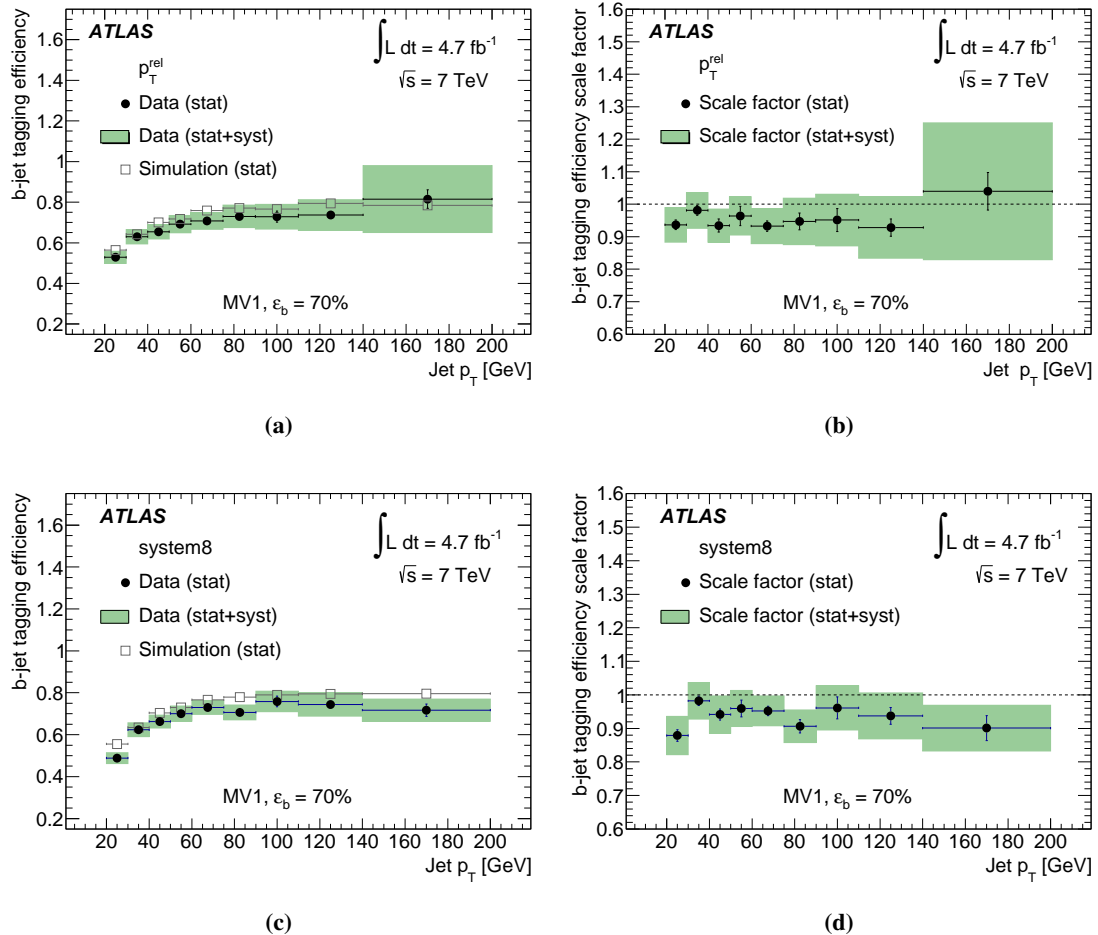 b-jet tagging efficiency
1.6
1.4
1.2
1
0.8
0.6
0.4
0.2
ATLAS
∫ L dt = 4.7 fb⁻¹
√s = 7 TeV
p_T^rel
Data (stat)
Data (stat+syst)
Simulation (stat)
MV1, ε_b = 70%
20 40 60 80 100 120 140 160 180 200
Jet p_T [GeV]
(a)
b-jet tagging efficiency scale factor
1.6
1.5
1.4
1.3
1.2
1.1
1
0.9
0.8
0.7
0.6
ATLAS
∫ L dt = 4.7 fb⁻¹
√s = 7 TeV
p_T^rel
Scale factor (stat)
Scale factor (stat+syst)
MV1, ε_b = 70%
20 40 60 80 100 120 140 160 180 200
Jet p_T [GeV]
(b)
b-jet tagging efficiency
1.6
1.4
1.2
1
0.8
0.6
0.4
0.2
ATLAS
∫ L dt = 4.7 fb⁻¹
√s = 7 TeV
system8
Data (stat)
Data (stat+syst)
Simulation (stat)
MV1, ε_b = 70%
20 40 60 80 100 120 140 160 180 200
Jet p_T [GeV]
(c)
b-jet tagging efficiency scale factor
1.6
1.5
1.4
1.3
1.2
1.1
1
0.9
0.8
0.7
0.6
ATLAS
∫ L dt = 4.7 fb⁻¹
√s = 7 TeV
system8
Scale factor (stat)
Scale factor (stat+syst)
MV1, ε_b = 70%
20 40 60 80 100 120 140 160 180 200
Jet p_T [GeV]
(d)